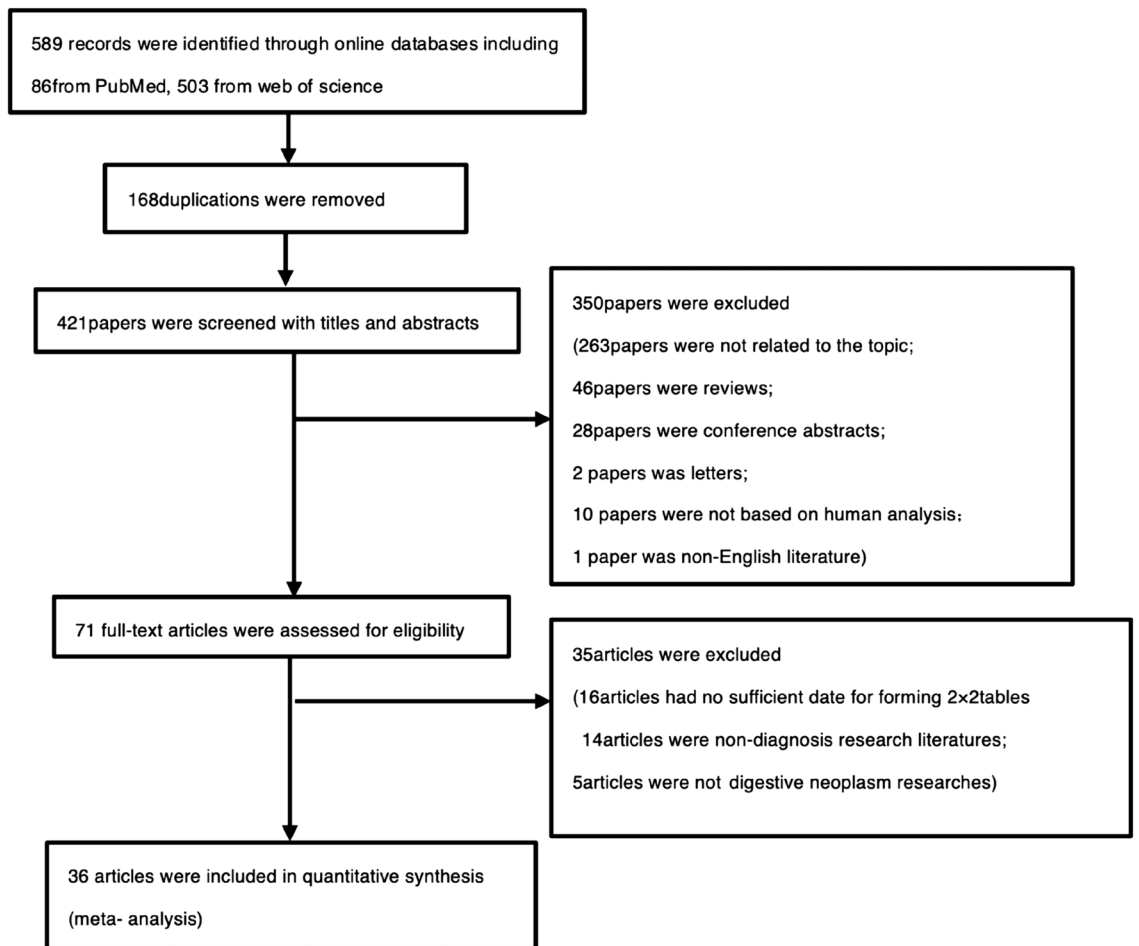 589 records were identified through online databases including
86from PubMed, 503 from web of science
168duplications were removed
421papers were screened with titles and abstracts
350papers were excluded
(263papers were not related to the topic;
46papers were reviews;
28papers were conference abstracts;
2 papers was letters;
10 papers were not based on human analysis;
1 paper was non-English literature)
71 full-text articles were assessed for eligibility
35articles were excluded
(16articles had no sufficient date for forming 2×2tables
14articles were non-diagnosis research literatures;
5articles were not digestive neoplasm researches)
36 articles were included in quantitative synthesis
(meta- analysis)